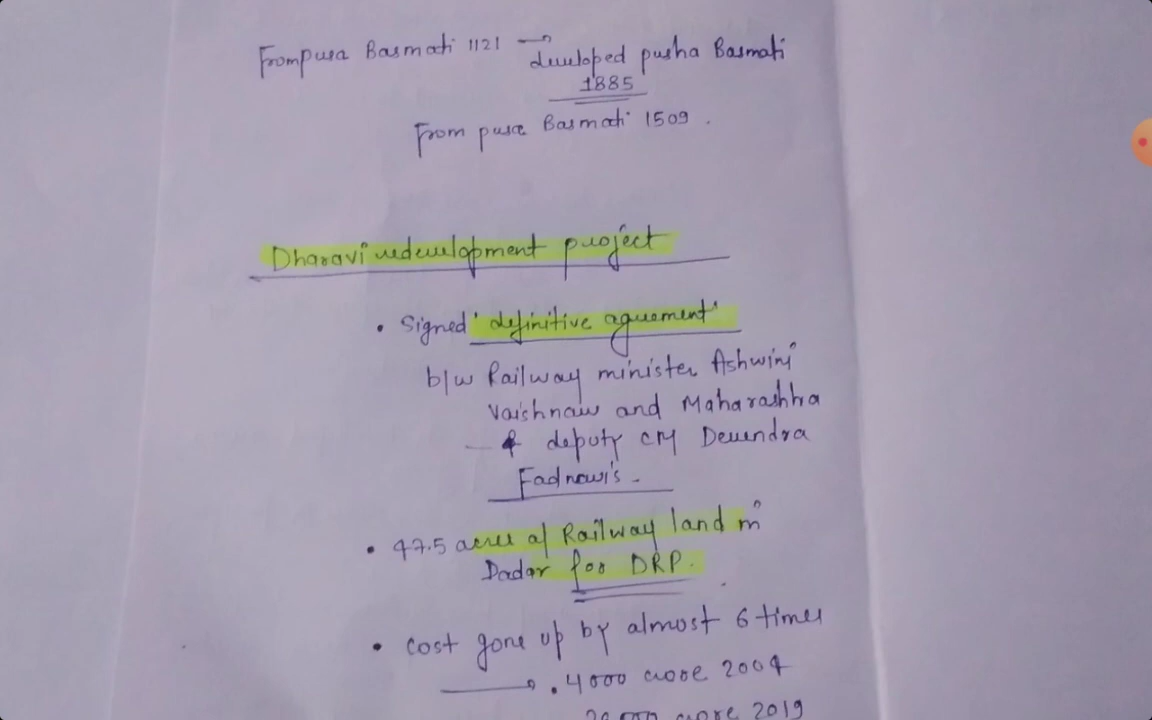 From pusa Basmati 1121 → developed pusha Basmati
1885
From pusa Basmati 1509.
Dharavi redevelopment project
• Signed 'definitive agreement'
b/w Railway minister Ashwini
Vaishnaw and Maharashtra
& deputy CM Devendra
Fadnavis.
• 47.5 acres of Railway land in
Dadar for DRP.
• cost gone up by almost 6 times
→ . 4000 crore 2004
crore 2019